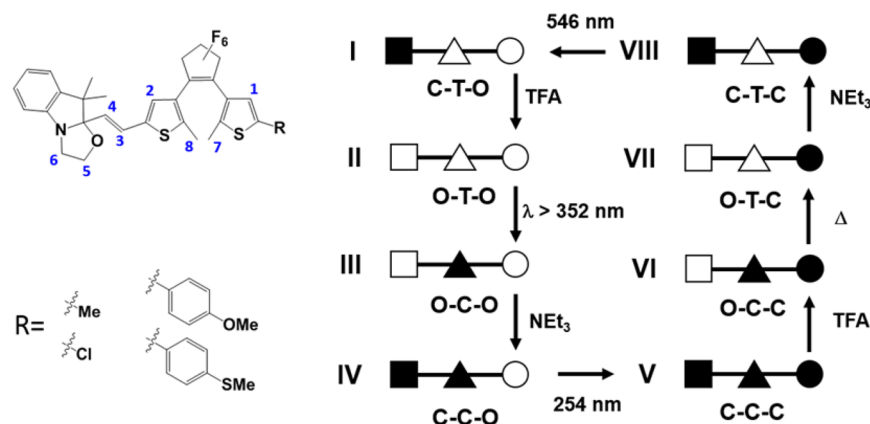 F6
2
1
4
R
N
O
3
S
8
7
S
6
5
R=
Me
Cl
OMe
SMe
I
C-T-O
546 nm
VIII
C-T-C
TFA
NEt3
II
O-T-O
VII
O-T-C
λ > 352 nm
Δ
III
O-C-O
VI
O-C-C
NEt3
TFA
IV
C-C-O
254 nm
V
C-C-C